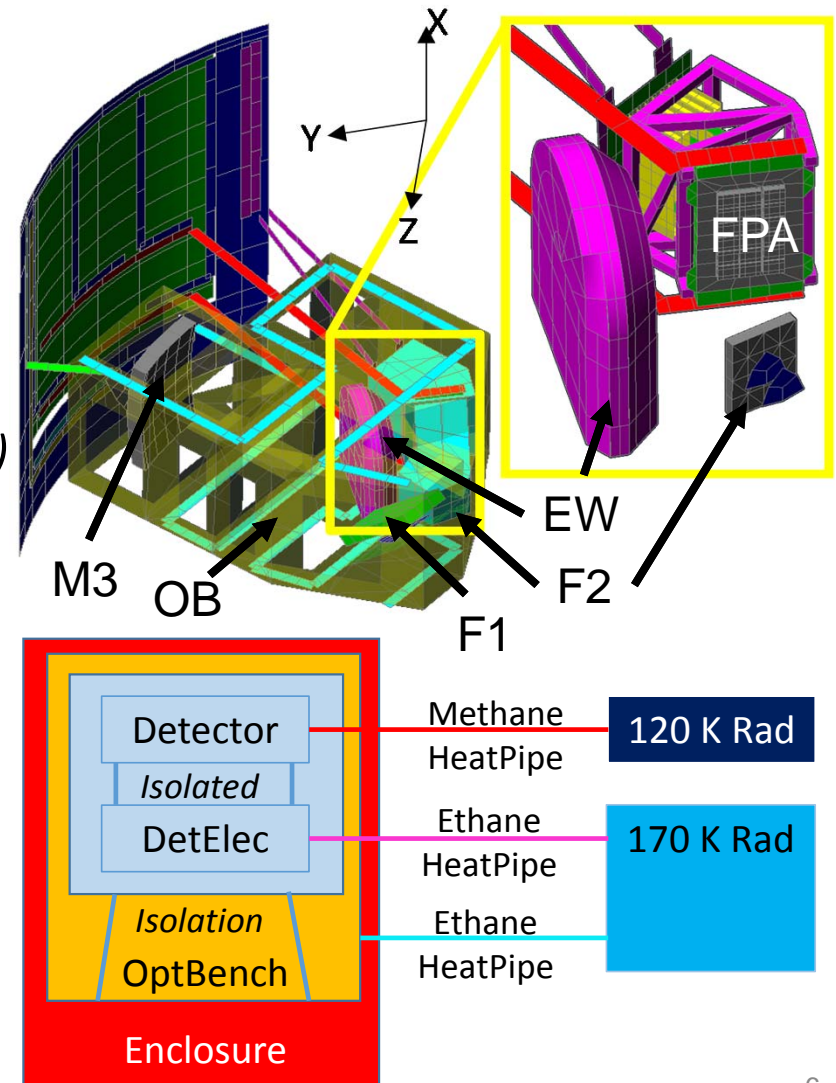 X
Y
Z
FPA
)
M3
OB
EW
F2
F1
Detector
Isolated
DetElec
Isolation
OptBench
Enclosure
Methane
HeatPipe
120 K Rad
Ethane
HeatPipe
170 K Rad
Ethane
HeatPipe